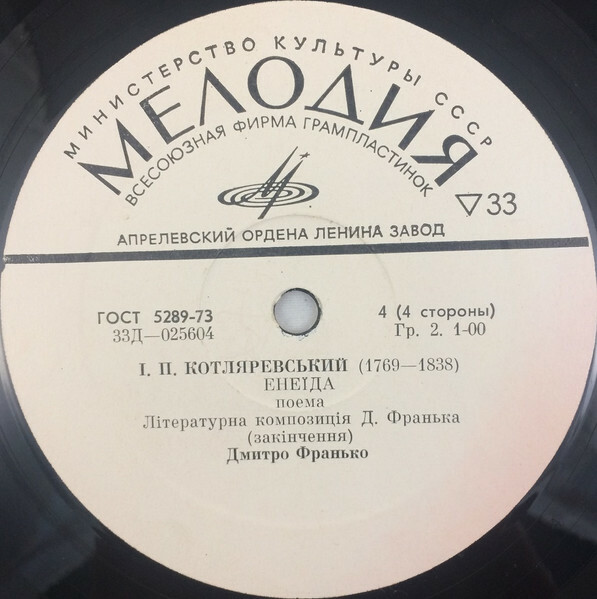 МИНИСТЕРСТВО КУЛЬТУРЫ СССР
МЕЛОДИЯ
ВСЕСОЮЗНАЯ ФИРМА ГРАМПЛАСТИНОК
▽33
АПРЕЛЕВСКИЙ ОРДЕНА ЛЕНИНА ЗАВОД
ГОСТ 5289-73
33Д—025604
4 (4 стороны)
Гр. 2. 1-00
І. П. КОТЛЯРЕВСЬКИЙ (1769—1838)
ЕНЕЇДА
поема
Літературна композиція Д. Франька
(закінчення)
Дмитро Франько